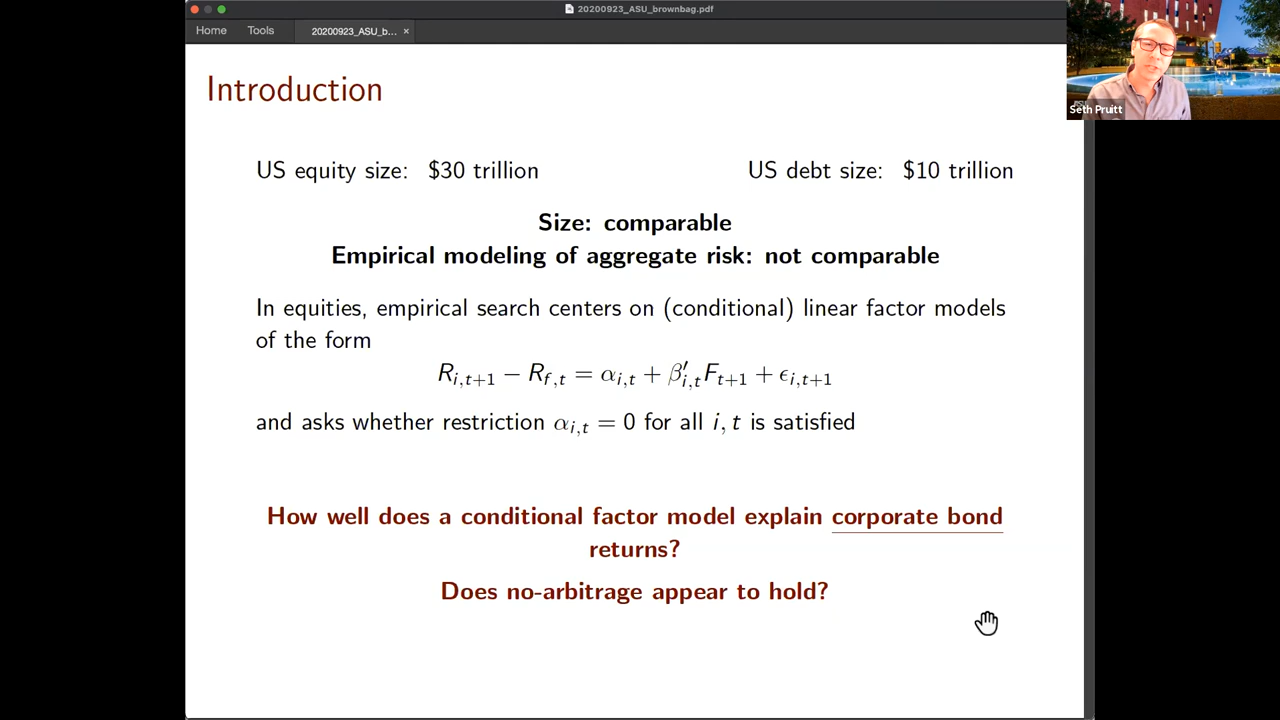 20200923_ASU_brownbag.pdf
Home Tools 20200923_ASU_b... ×
Seth Pruitt
Introduction
US equity size: $30 trillion US debt size: $10 trillion
Size: comparable
Empirical modeling of aggregate risk: not comparable
In equities, empirical search centers on (conditional) linear factor models
of the form
R_{i,t+1} − R_{f,t} = α_{i,t} + β′_{i,t}F_{t+1} + ϵ_{i,t+1}
and asks whether restriction α_{i,t} = 0 for all i, t is satisfied
How well does a conditional factor model explain corporate bond
returns?
Does no-arbitrage appear to hold?